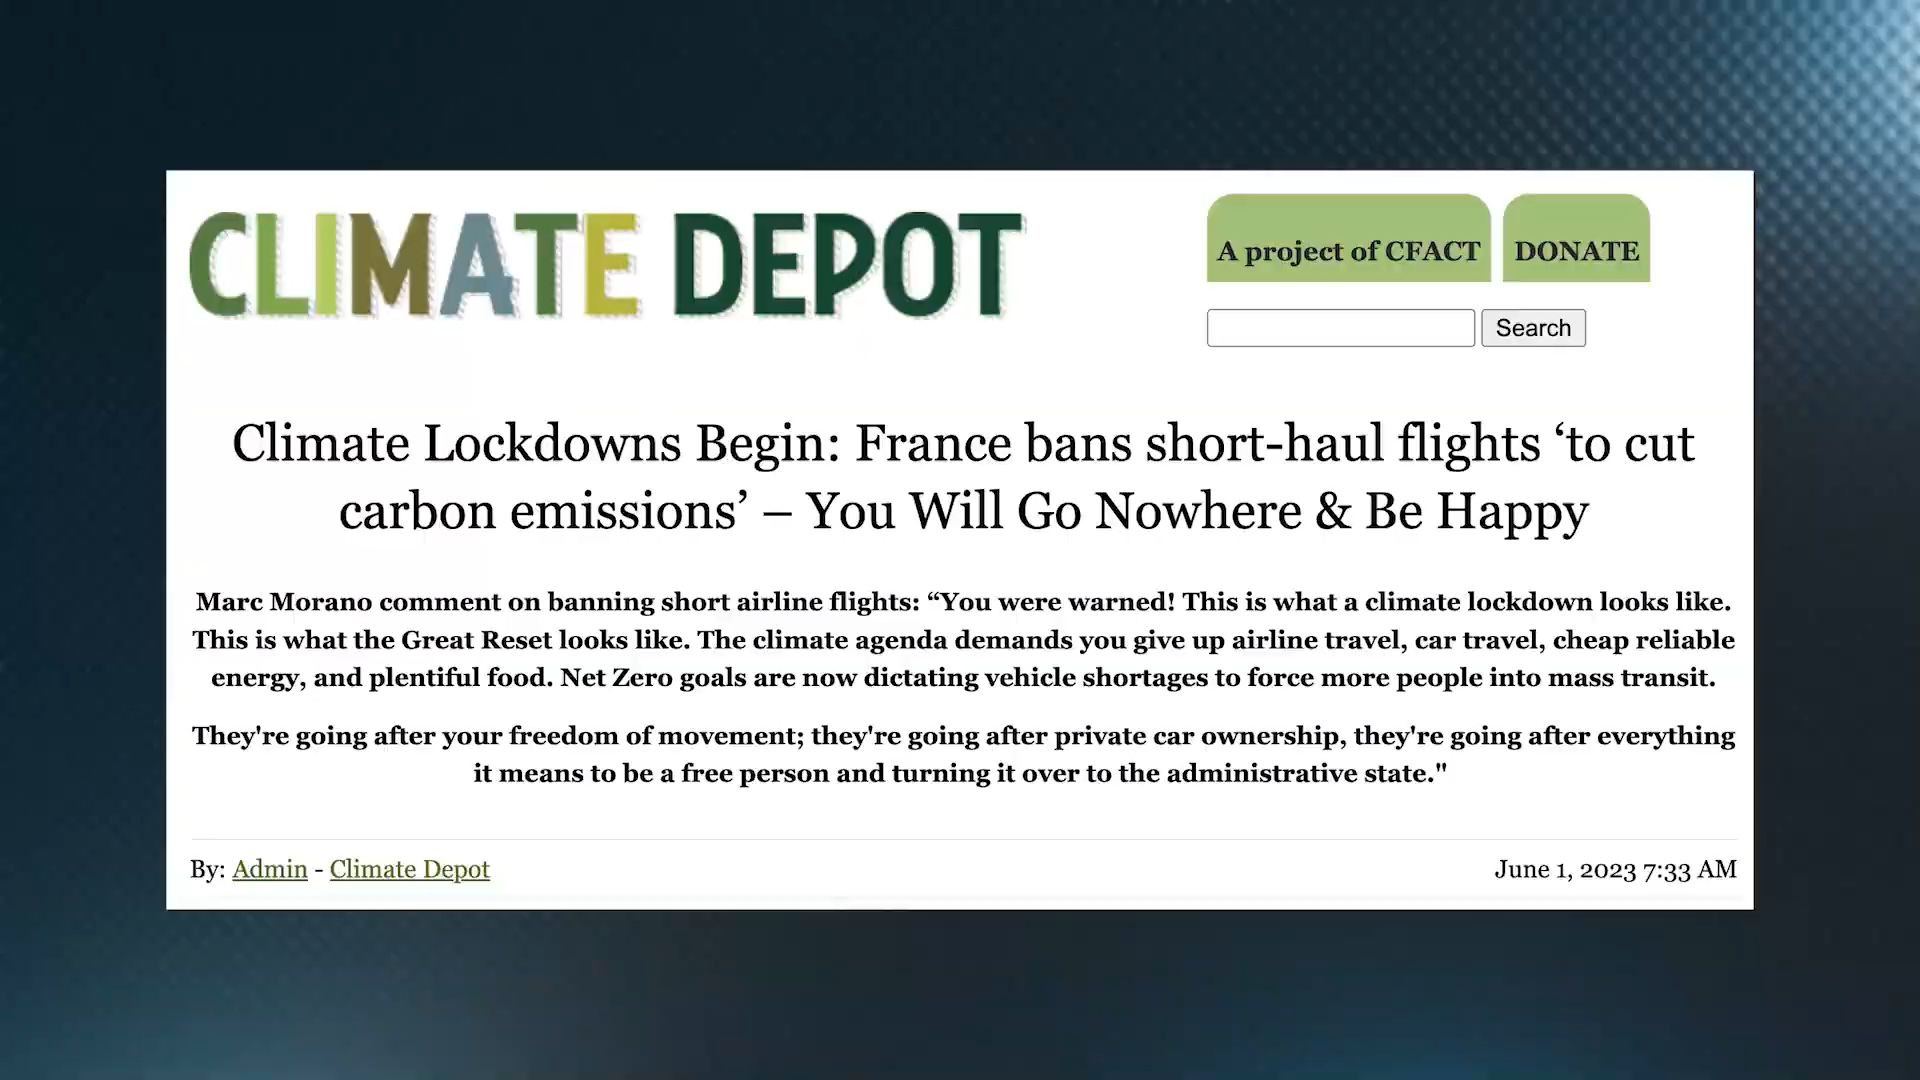 CLIMATE DEPOT
A project of CFACT
DONATE
Search
Climate Lockdowns Begin: France bans short-haul flights ‘to cut
carbon emissions’ – You Will Go Nowhere & Be Happy
Marc Morano comment on banning short airline flights: “You were warned! This is what a climate lockdown looks like.
This is what the Great Reset looks like. The climate agenda demands you give up airline travel, car travel, cheap reliable
energy, and plentiful food. Net Zero goals are now dictating vehicle shortages to force more people into mass transit.
They're going after your freedom of movement; they're going after private car ownership, they're going after everything
it means to be a free person and turning it over to the administrative state."
By: Admin - Climate Depot
June 1, 2023 7:33 AM